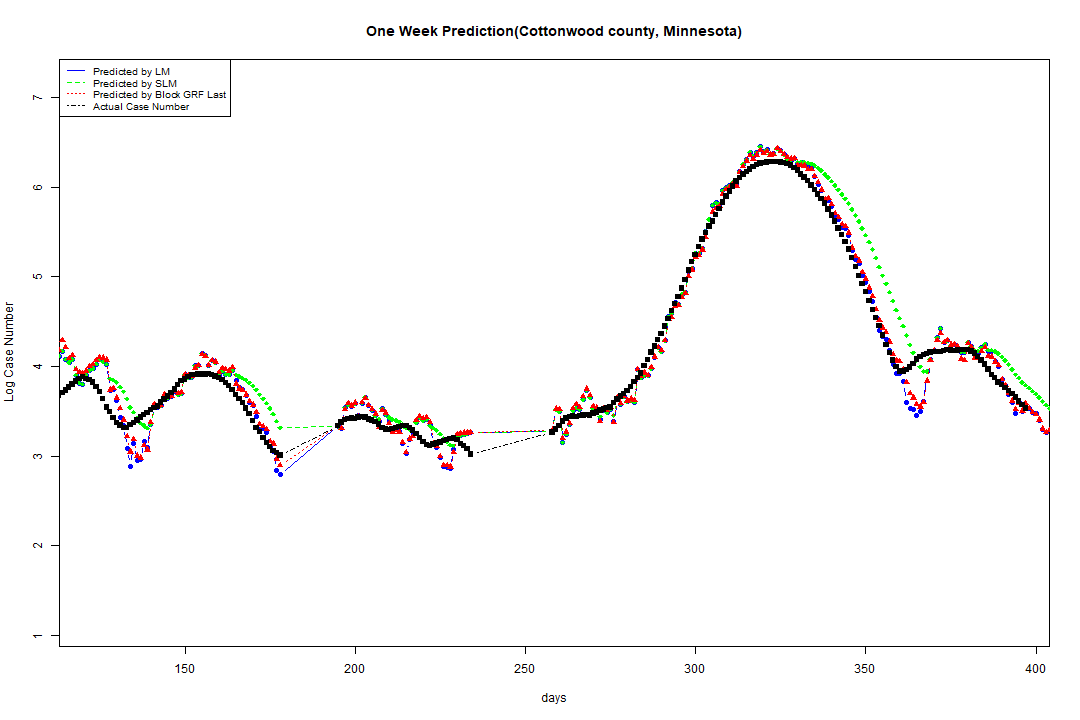 One Week Prediction(Cottonwood county, Minnesota)
Predicted by LM
Predicted by SLM
Predicted by Block GRF Last
Actual Case Number
Log Case Number
7
6
5
4
3
2
1
150 200 250 300 350 400
days